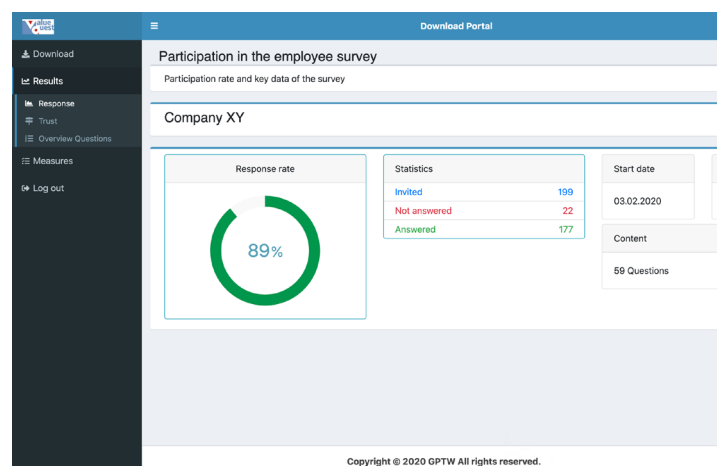 Value
Quest
Download Portal
Download
Results
Response
Trust
Overview Questions
Measures
Log out
Participation in the employee survey
Participation rate and key data of the survey
Company XY
Response rate
89%
Statistics
Invited 199
Not answered 22
Answered 177
Start date
03.02.2020
Content
59 Questions
Copyright © 2020 GPTW All rights reserved.